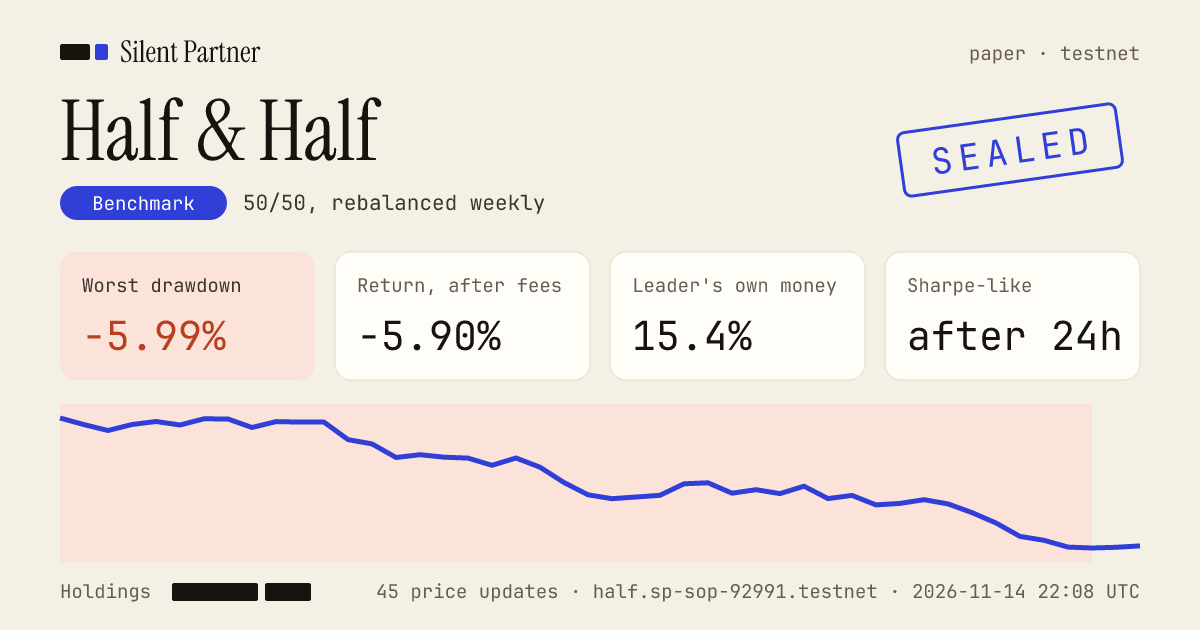 Silent Partner
paper · testnet
Half & Half
SEALED
Benchmark
50/50, rebalanced weekly
Worst drawdown
-5.99%
Return, after fees
-5.90%
Leader's own money
15.4%
Sharpe-like
after 24h
Holdings
45 price updates · half.sp-sop-92991.testnet · 2026-11-14 22:08 UTC